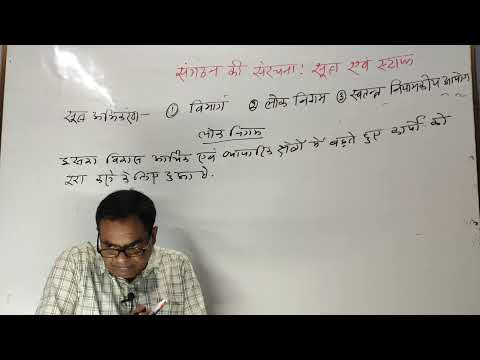 संगठन की संरचना: सूत्र एवं स्टाफ
सूत्र अभिकरण:- ① विभाग ② लोक निगम ③ स्वतन्त्र नियामकीय आयोग
लोक निगम
इसका विकास आर्थिक एवं व्यापारिक क्षेत्रों में बढ़ते हुए कार्यों को
पूरा करने के लिए हुआ है.